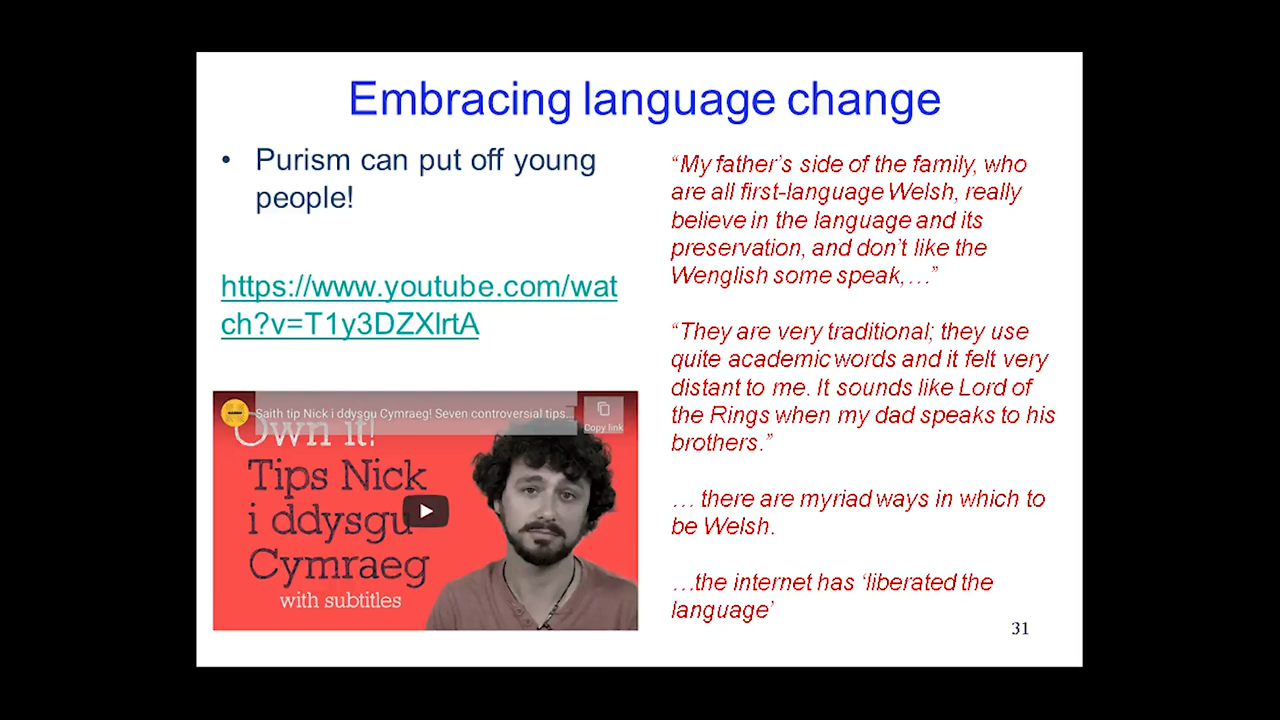 Embracing language change
• Purism can put off young
people!
https://www.youtube.com/wat
ch?v=T1y3DZXlrtA
Saith tip Nick i ddysgu Cymraeg! Seven controversial tips...
Copy link
Own it!
Tips Nick
i ddysgu
Cymraeg
with subtitles
“My father’s side of the family, who
are all first-language Welsh, really
believe in the language and its
preservation, and don’t like the
Wenglish some speak,…”
“They are very traditional; they use
quite academic words and it felt very
distant to me. It sounds like Lord of
the Rings when my dad speaks to his
brothers.”
… there are myriad ways in which to
be Welsh.
…the internet has ‘liberated the
language’
31